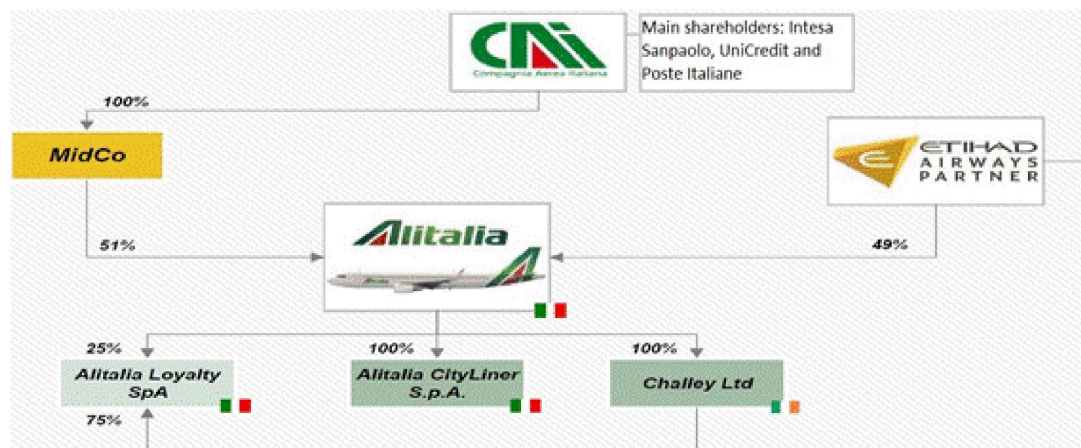 CAI
Compagnia Aerea Italiana
Main shareholders: Intesa
Sanpaolo, UniCredit and
Poste Italiane
100%
MidCo
E
ETIHAD
AIRWAYS
PARTNER
Alitalia
51%
49%
Alitalia
25%
100%
100%
Alitalia Loyalty
SpA
Alitalia CityLiner
S.p.A.
Challey Ltd
75%